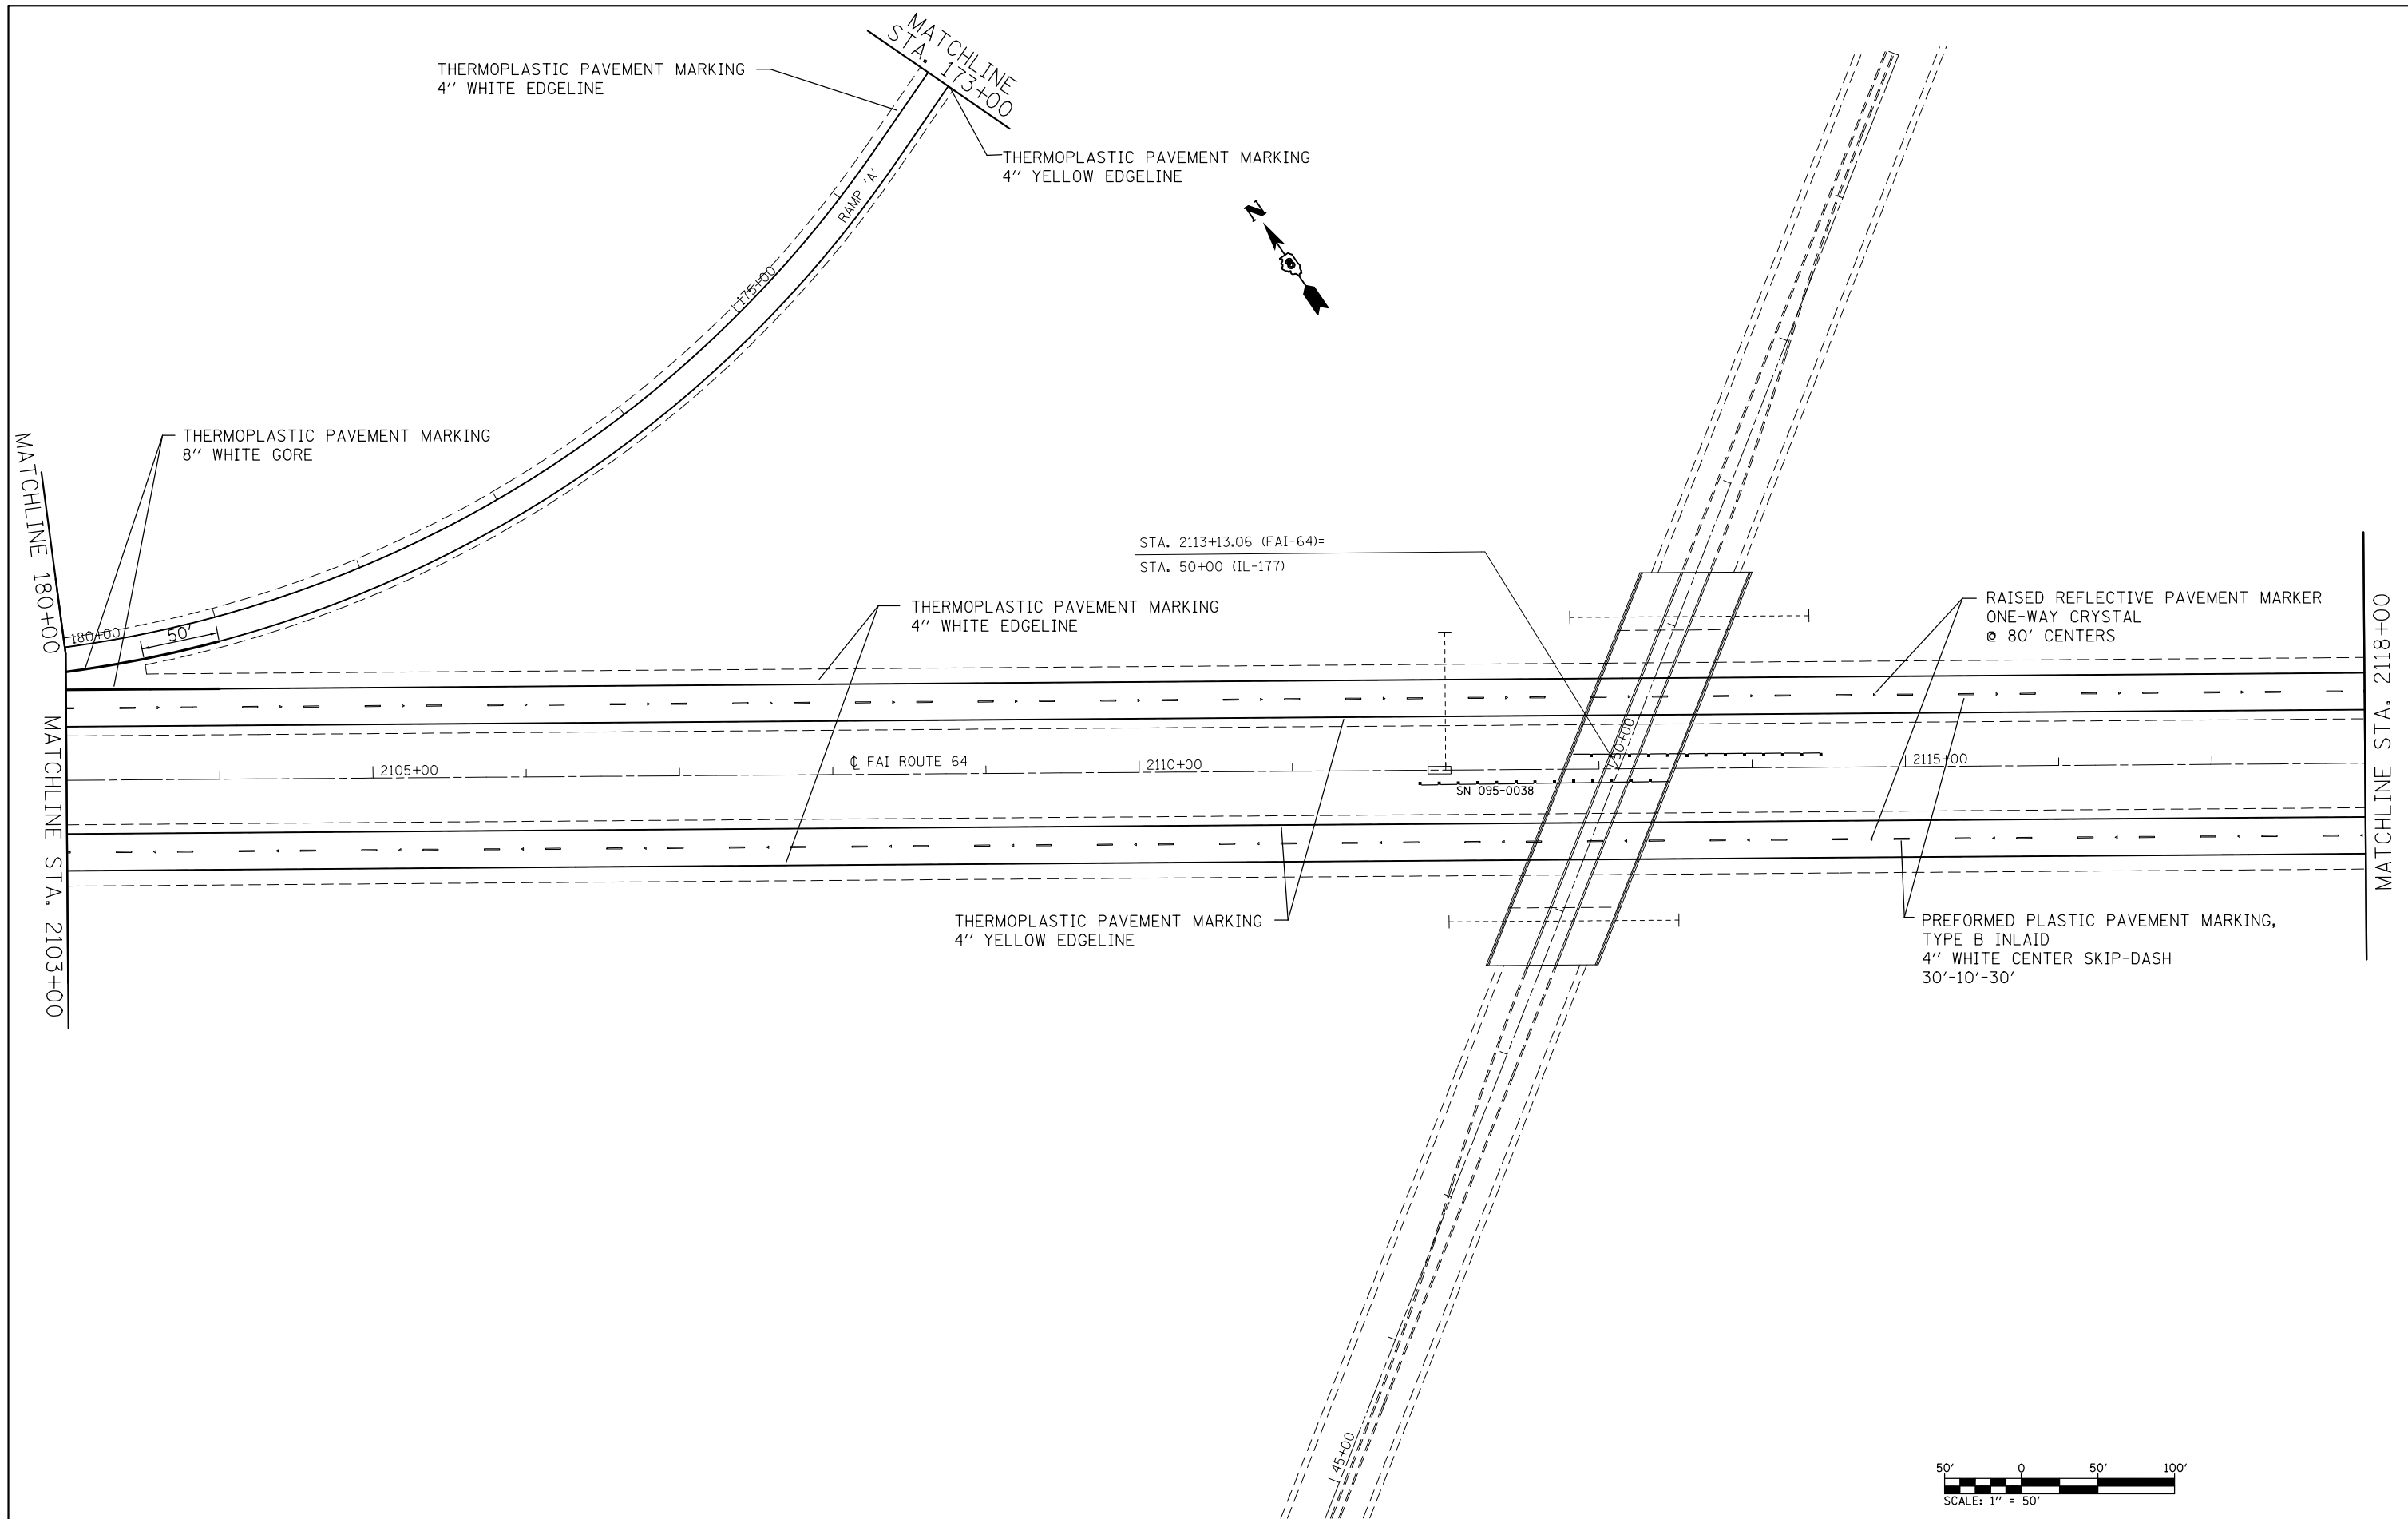 MATCHLINE
STA. 173+00
THERMOPLASTIC PAVEMENT MARKING
4" WHITE EDGELINE
THERMOPLASTIC PAVEMENT MARKING
4" YELLOW EDGELINE
RAMP 'A'
N
8
175+00
THERMOPLASTIC PAVEMENT MARKING
8" WHITE GORE
MATCHLINE 180+00
180+00
50'
STA. 2113+13.06 (FAI-64)=
STA. 50+00 (IL-177)
THERMOPLASTIC PAVEMENT MARKING
4" WHITE EDGELINE
RAISED REFLECTIVE PAVEMENT MARKER
ONE-WAY CRYSTAL
@ 80' CENTERS
MATCHLINE STA. 2118+00
MATCHLINE STA. 2103+00
2105+00
℄ FAI ROUTE 64
2110+00
50+00
2115+00
SN 095-0038
THERMOPLASTIC PAVEMENT MARKING
4" YELLOW EDGELINE
PREFORMED PLASTIC PAVEMENT MARKING,
TYPE B INLAID
4" WHITE CENTER SKIP-DASH
30'-10'-30'
45+00
50' 0 50' 100'
SCALE: 1" = 50'